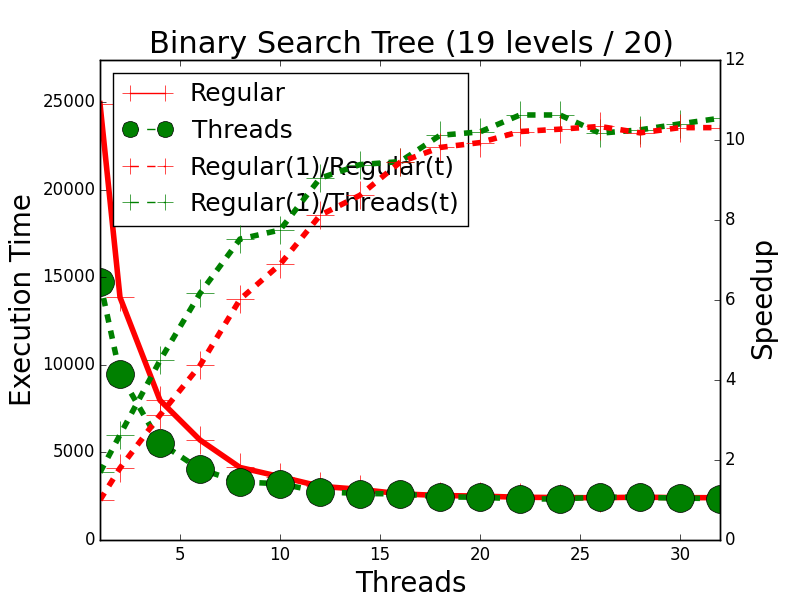 Binary Search Tree (19 levels / 20)
Regular
Threads
Regular(1)/Regular(t)
Regular(1)/Threads(t)
Execution Time
25000
20000
15000
10000
5000
0
12
10
8
6
4
2
0
Speedup
5 10 15 20 25 30
Threads